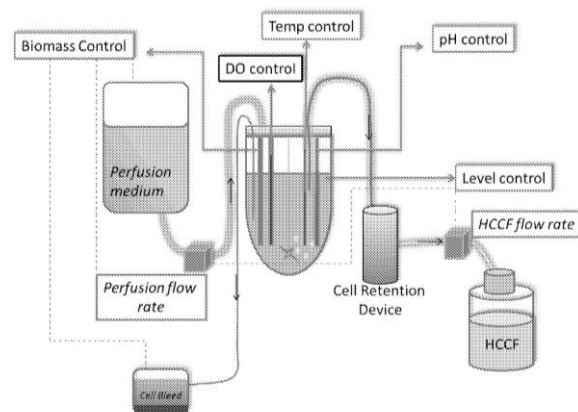 Temp control
Biomass Control
pH control
DO control
Perfusion
medium
Level control
HCCF flow rate
Perfusion flow
rate
Cell Retention
Device
HCCF
Cell Bleed